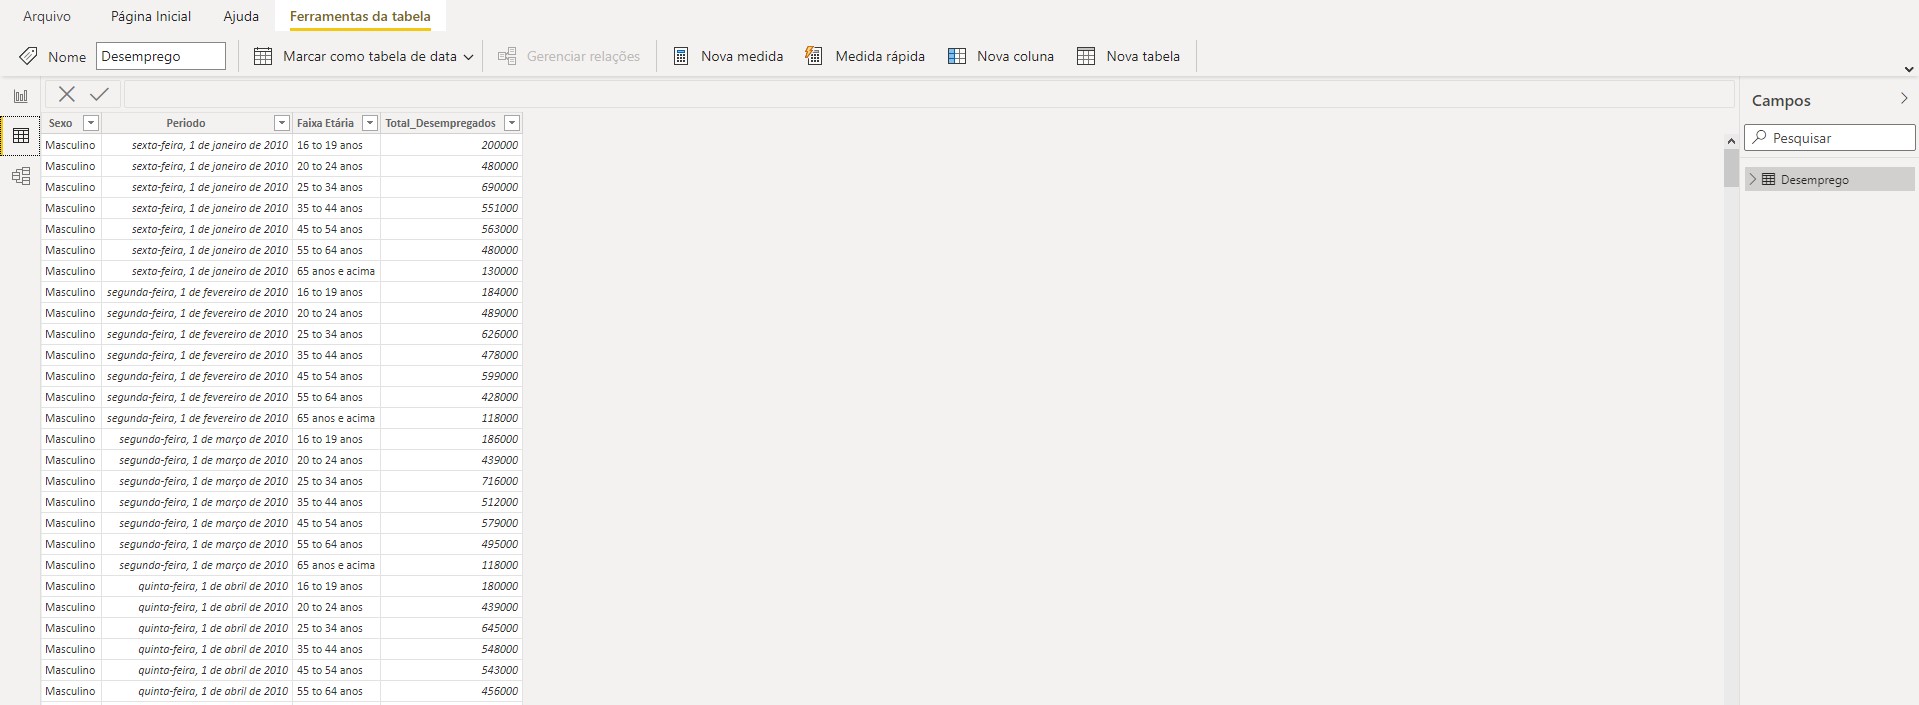 Arquivo Página Inicial Ajuda Ferramentas da tabela
Nome Desemprego Marcar como tabela de data Gerenciar relações Nova medida Medida rápida Nova coluna Nova tabela
Campos
Pesquisar
Desemprego
Sexo Periodo Faixa Etária Total_Desempregados
Masculino sexta-feira, 1 de janeiro de 2010 16 to 19 anos 200000
Masculino sexta-feira, 1 de janeiro de 2010 20 to 24 anos 480000
Masculino sexta-feira, 1 de janeiro de 2010 25 to 34 anos 690000
Masculino sexta-feira, 1 de janeiro de 2010 35 to 44 anos 551000
Masculino sexta-feira, 1 de janeiro de 2010 45 to 54 anos 563000
Masculino sexta-feira, 1 de janeiro de 2010 55 to 64 anos 480000
Masculino sexta-feira, 1 de janeiro de 2010 65 anos e acima 130000
Masculino segunda-feira, 1 de fevereiro de 2010 16 to 19 anos 184000
Masculino segunda-feira, 1 de fevereiro de 2010 20 to 24 anos 489000
Masculino segunda-feira, 1 de fevereiro de 2010 25 to 34 anos 626000
Masculino segunda-feira, 1 de fevereiro de 2010 35 to 44 anos 478000
Masculino segunda-feira, 1 de fevereiro de 2010 45 to 54 anos 599000
Masculino segunda-feira, 1 de fevereiro de 2010 55 to 64 anos 428000
Masculino segunda-feira, 1 de fevereiro de 2010 65 anos e acima 118000
Masculino segunda-feira, 1 de março de 2010 16 to 19 anos 186000
Masculino segunda-feira, 1 de março de 2010 20 to 24 anos 439000
Masculino segunda-feira, 1 de março de 2010 25 to 34 anos 716000
Masculino segunda-feira, 1 de março de 2010 35 to 44 anos 512000
Masculino segunda-feira, 1 de março de 2010 45 to 54 anos 579000
Masculino segunda-feira, 1 de março de 2010 55 to 64 anos 495000
Masculino segunda-feira, 1 de março de 2010 65 anos e acima 118000
Masculino quinta-feira, 1 de abril de 2010 16 to 19 anos 180000
Masculino quinta-feira, 1 de abril de 2010 20 to 24 anos 439000
Masculino quinta-feira, 1 de abril de 2010 25 to 34 anos 645000
Masculino quinta-feira, 1 de abril de 2010 35 to 44 anos 548000
Masculino quinta-feira, 1 de abril de 2010 45 to 54 anos 543000
Masculino quinta-feira, 1 de abril de 2010 55 to 64 anos 456000